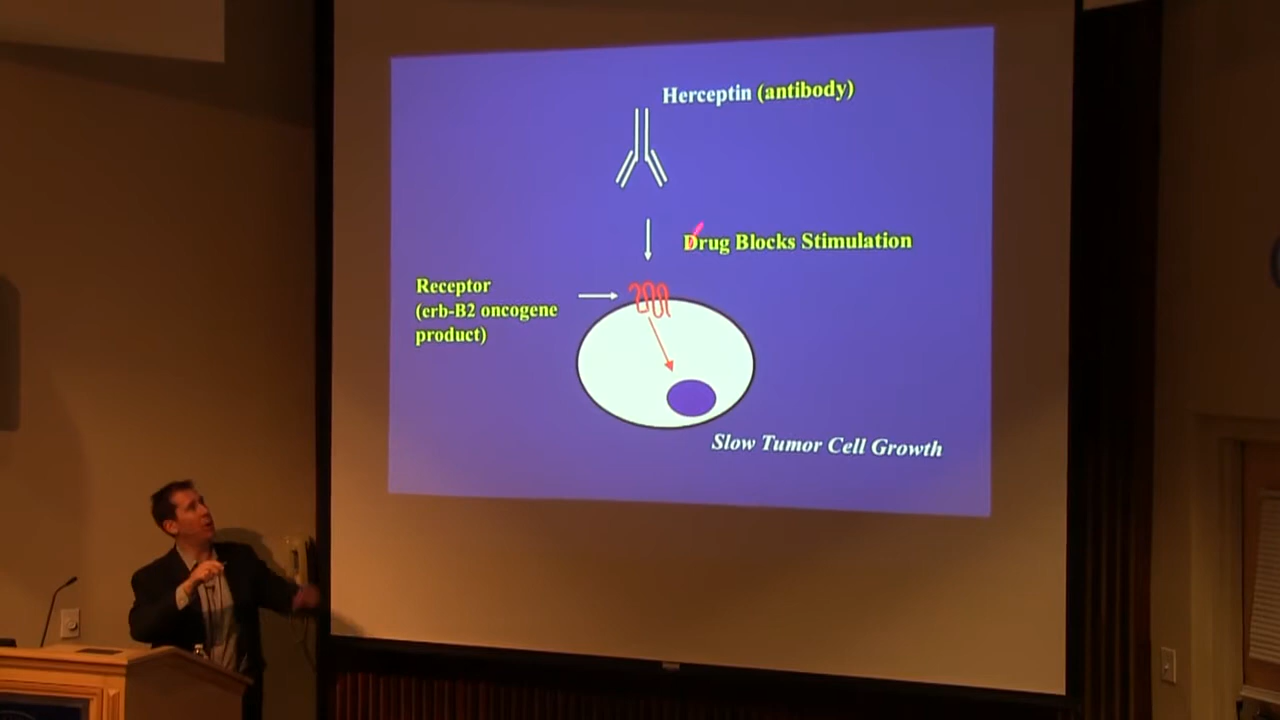 Herceptin (antibody)
Drug Blocks Stimulation
Receptor
(erb-B2 oncogene
product)
Slow Tumor Cell Growth